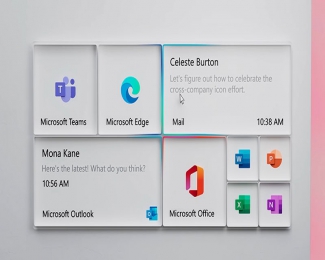 Microsoft Teams
Microsoft Edge
Celeste Burton
Let's figure out how to celebrate the
cross-company icon effort.
Mail
10:38 AM
Mona Kane
Here's the latest! What do you think?
10:56 AM
Microsoft Outlook
Microsoft Office